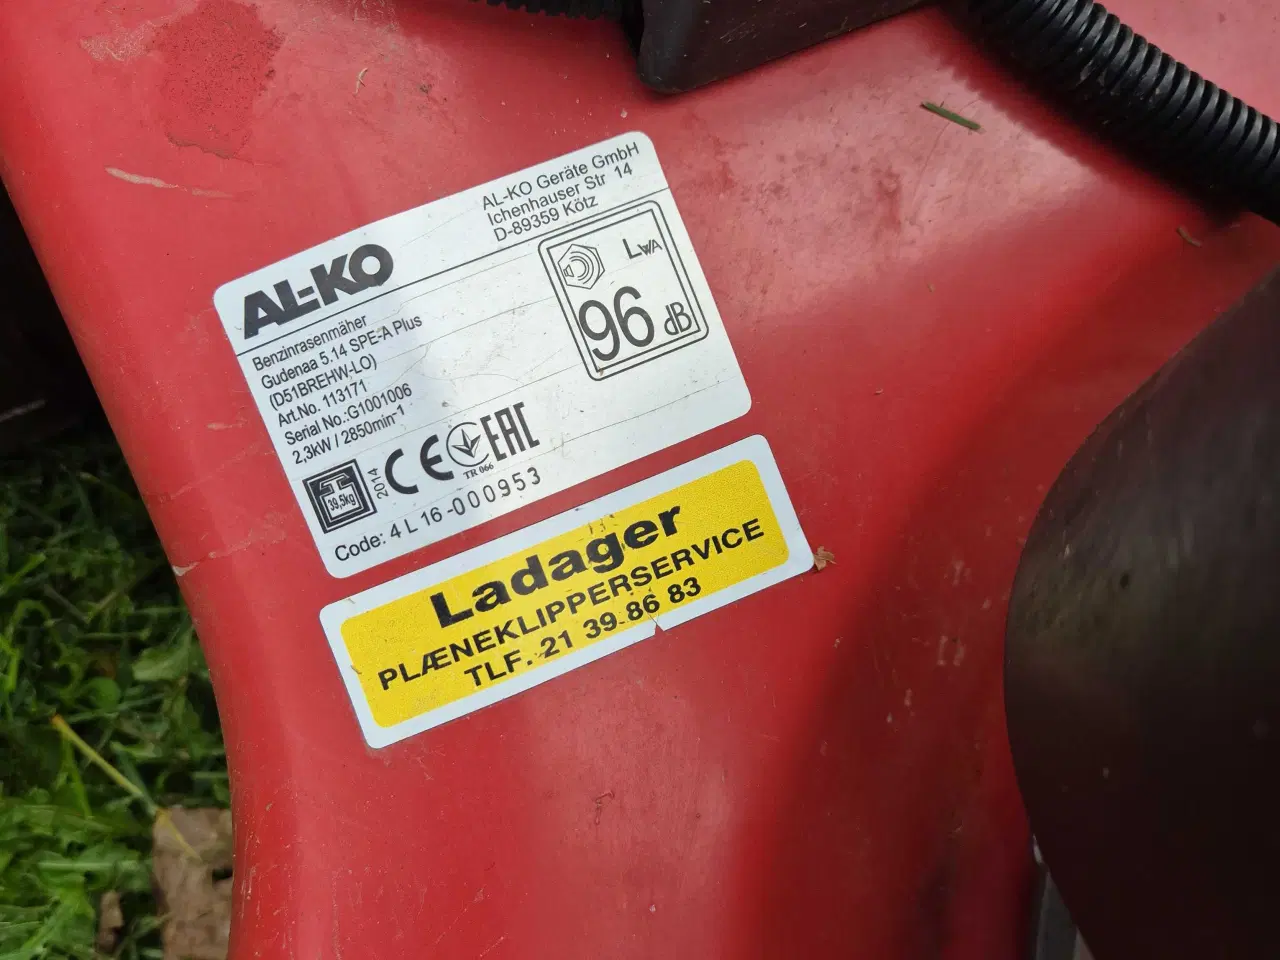 AL-KO Geräte GmbH
Ichenhauser Str 14
D-89359 Kötz
AL-KO
Benzinrasenmäher
Gudenaa 5.14 SPE-A Plus
(D51BREHW-LO)
Art.No. 113171
Serial No.:G1001006
2,3kW / 2850min-1
LWA
96 dB
39,5kg
2014
CE
TR 066
EAC
Code: 4 L 16-000953
Ladager
PLÆNEKLIPPERSERVICE
TLF. 21 39 86 83